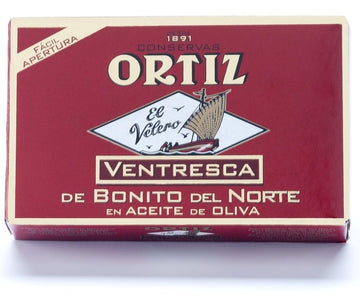 FÁCIL
APERTURA
1891
CONSERVAS
ORTIZ
El
Velero
VENTRESCA
DE BONITO DEL NORTE
EN ACEITE DE OLIVA